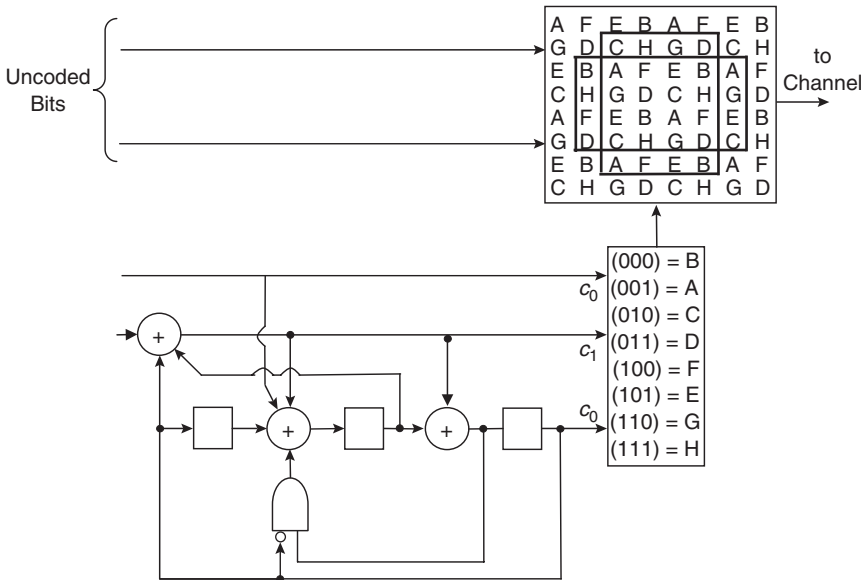 A F E B A F E B
G D C H G D C H
E B A F E B A F
C H G D C H G D
A F E B A F E B
G D C H G D C H
E B A F E B A F
C H G D C H G D
Uncoded
Bits
to
Channel
(000) = B
(001) = A
(010) = C
(011) = D
(100) = F
(101) = E
(110) = G
(111) = H
c0
c1
c0
+
+
+